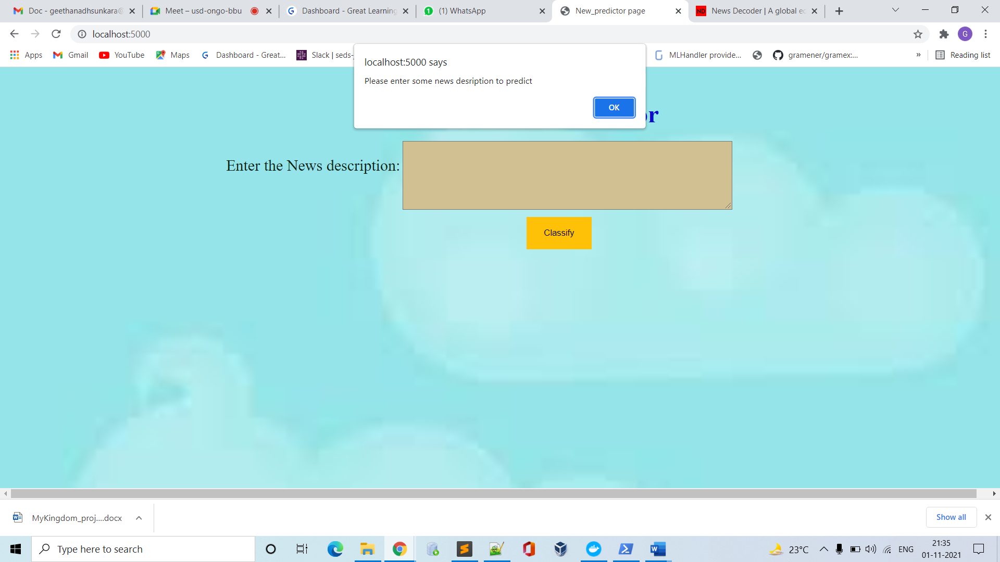 Doc - geethanadhsunkara@
Meet – usd-ongo-bbu
Dashboard - Great Learning
(1) WhatsApp
New_predictor page
News Decoder | A global ed
localhost:5000
G
Apps
Gmail
YouTube
Maps
Dashboard - Great...
Slack | seds-
MLHandler provide...
gramener/gramex:...
»
Reading list
localhost:5000 says
Please enter some news desription to predict
OK
or
Enter the News description:
Classify
MyKingdom_proj....docx
Show all
Type here to search
23°C
ENG
21:35
01-11-2021